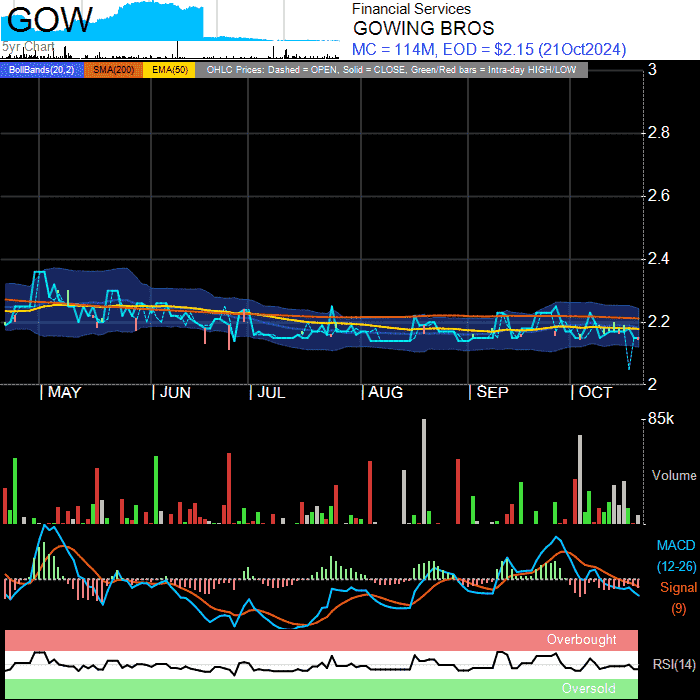 GOW
5yr Chart
Financial Services
GOWING BROS
MC = 114M, EOD = $2.15 (21Oct2024)
BollBands(20,2) SMA(200) EMA(50) OHLC Prices: Dashed = OPEN, Solid = CLOSE, Green/Red bars = Intra-day HIGH/LOW
3
2.8
2.6
2.4
2.2
2
MAY JUN JUL AUG SEP OCT
85k
Volume
MACD
(12-26)
Signal
(9)
Overbought
RSI(14)
Oversold